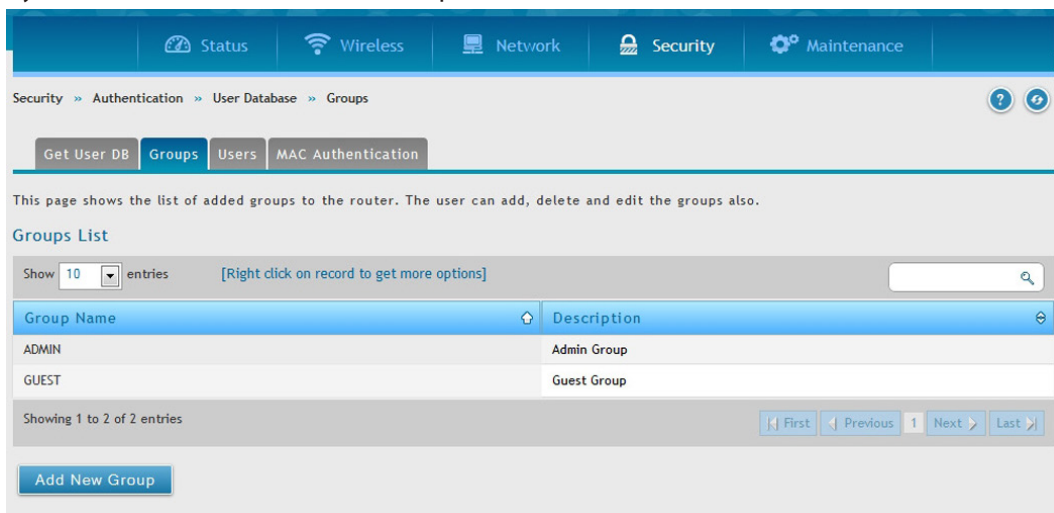 Status Wireless Network Security Maintenance
Security » Authentication » User Database » Groups
Get User DB Groups Users MAC Authentication
This page shows the list of added groups to the router. The user can add, delete and edit the groups also.
Groups List
Show 10 entries [Right click on record to get more options]
Group Name Description
ADMIN Admin Group
GUEST Guest Group
Showing 1 to 2 of 2 entries First Previous 1 Next Last
Add New Group